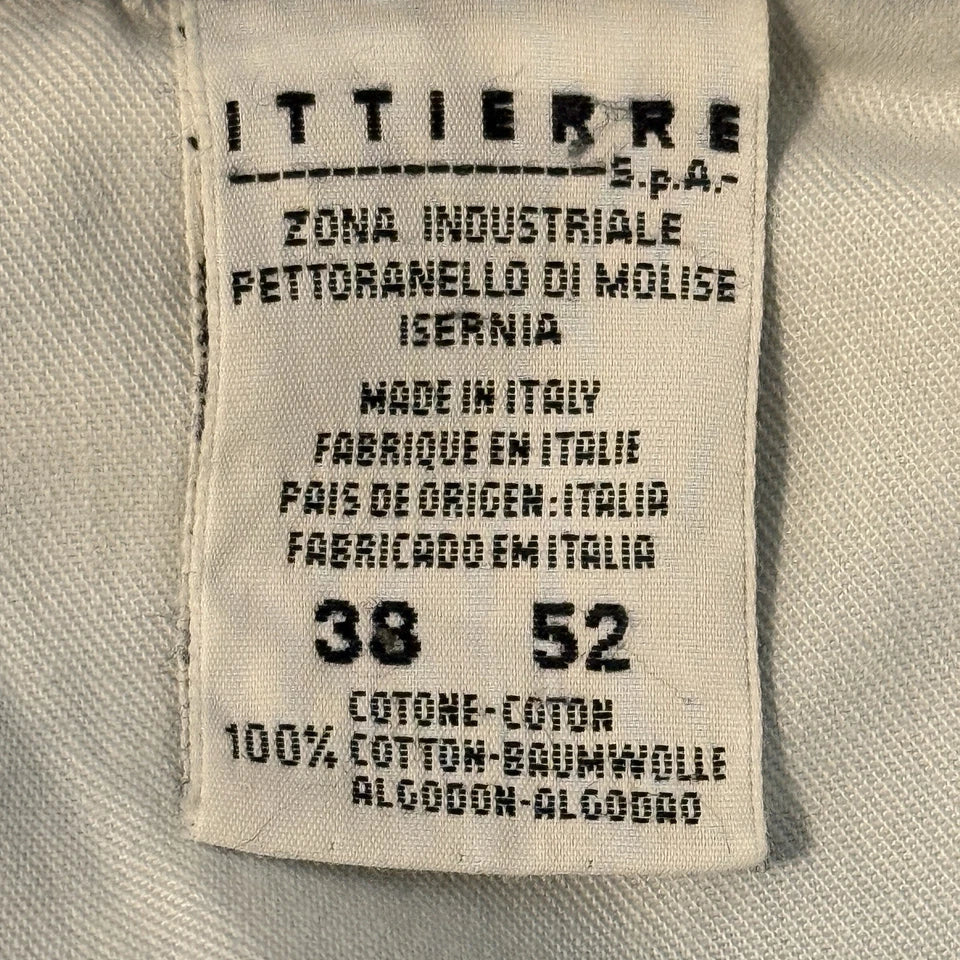 ITTIERRE
S.p.A.-
ZONA INDUSTRIALE
PETTORANELLO DI MOLISE
ISERNIA
MADE IN ITALY
FABRIQUE EN ITALIE
PAIS DE ORIGEN:ITALIA
FABRICADO EM ITALIA
38 52
COTONE-COTON
100% COTTON-BAUMWOLLE
ALGODON-ALGODAO